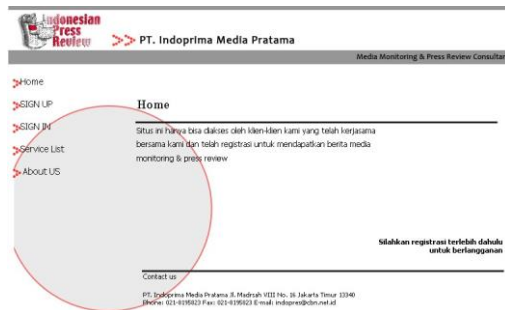 Indonesian
Press
Review
>> PT. Indoprima Media Pratama
Media Monitoring & Press Review Consultan
Home
SIGN UP
SIGN IN
Service List
About US
Home
Situs ini hanya bisa diakses oleh klien-klien kami yang telah kerjasama
bersama kami dan telah registrasi untuk mendapatkan berita media
monitoring & press review
Silahkan registrasi terlebih dahulu
untuk berlangganan
Contact us
PT. Indoprima Media Pratama Jl. Madrzah VIII No. 16 Jakarta Timur 13340
Phone: 021-8195023 Fax: 021-8195023 E-mail: indopres@cbn.net.id